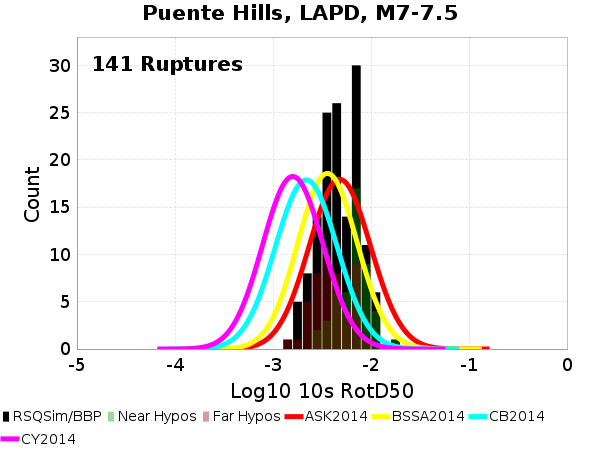 Puente Hills, LAPD, M7-7.5
141 Ruptures
Count
30
25
20
15
10
5
0
-5 -4 -3 -2 -1 0
Log10 10s RotD50
RSQSim/BBP Near Hypos Far Hypos ASK2014 BSSA2014 CB2014
CY2014